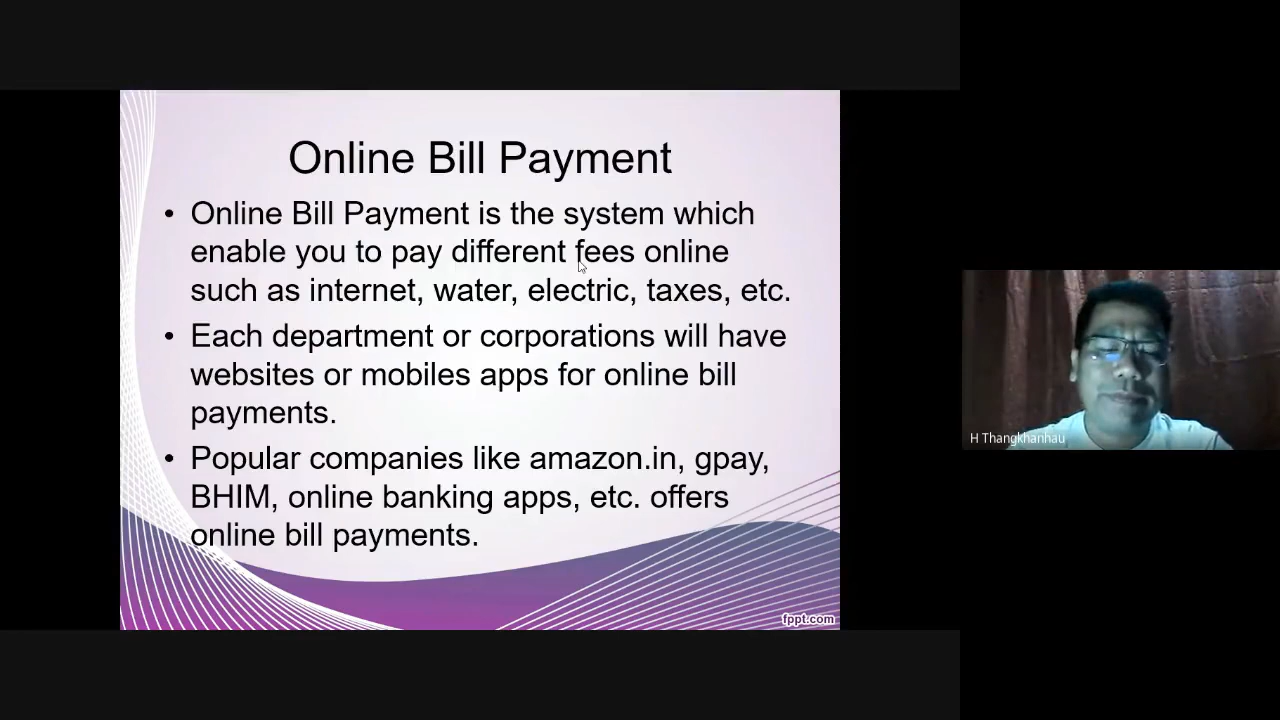 Online Bill Payment
• Online Bill Payment is the system which
enable you to pay different fees online
such as internet, water, electric, taxes, etc.
• Each department or corporations will have
websites or mobiles apps for online bill
payments.
• Popular companies like amazon.in, gpay,
BHIM, online banking apps, etc. offers
online bill payments.
fppt.com
H Thangkhanhau